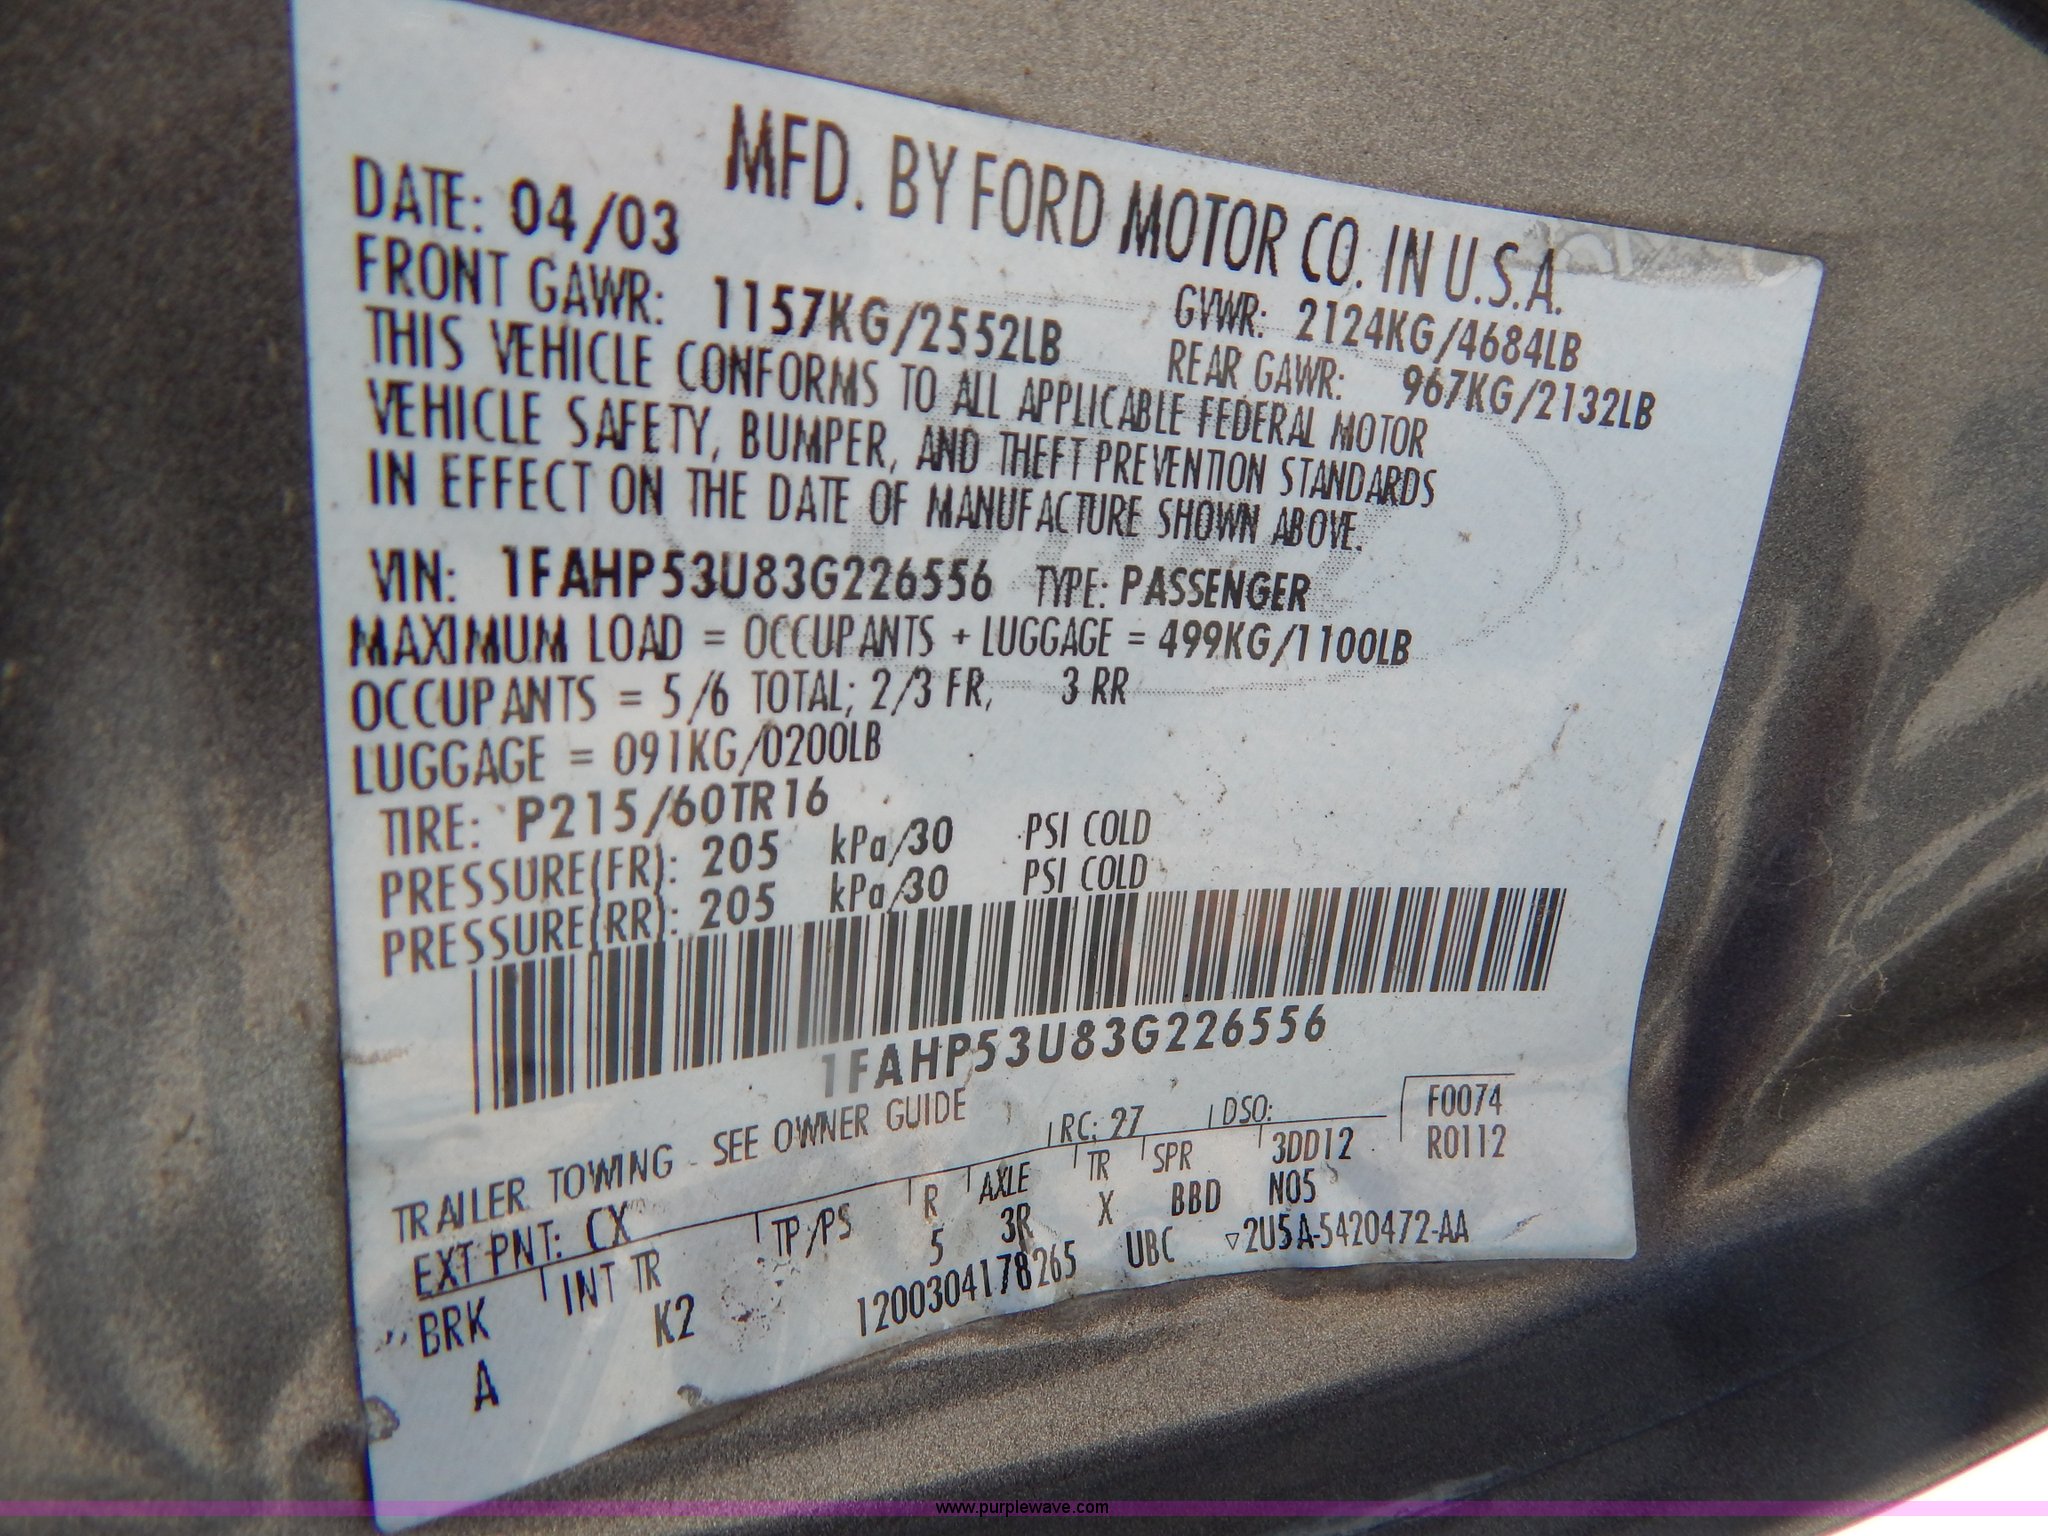 MFD. BY FORD MOTOR CO. IN U.S.A.
DATE: 04/03
GVWR: 2124KG/4684LB
FRONT GAWR: 1157KG/2552LB REAR GAWR: 967KG/2132LB
THIS VEHICLE CONFORMS TO ALL APPLICABLE FEDERAL MOTOR
VEHICLE SAFETY, BUMPER, AND THEFT PREVENTION STANDARDS
IN EFFECT ON THE DATE OF MANUFACTURE SHOWN ABOVE.
VIN: 1FAHP53U83G226556 TYPE: PASSENGER
MAXIMUM LOAD = OCCUPANTS + LUGGAGE = 499KG/1100LB
OCCUPANTS = 5/6 TOTAL; 2/3 FR, 3 RR
LUGGAGE = 091KG/0200LB
TIRE: P215/60TR16
PRESSURE(FR): 205 kPa/30 PSI COLD
PRESSURE(RR): 205 kPa/30 PSI COLD
1FAHP53U83G226556
TRAILER TOWING - SEE OWNER GUIDE
F0074
EXT PNT: CX RC: 27 DSO: R0112
BRK INT TR TP/PS R AXLE TR SPR 3DD12
A K2 5 3R X BBD N05
1200304178265 UBC ▽2U5A-5420472-AA
www.purplewave.com